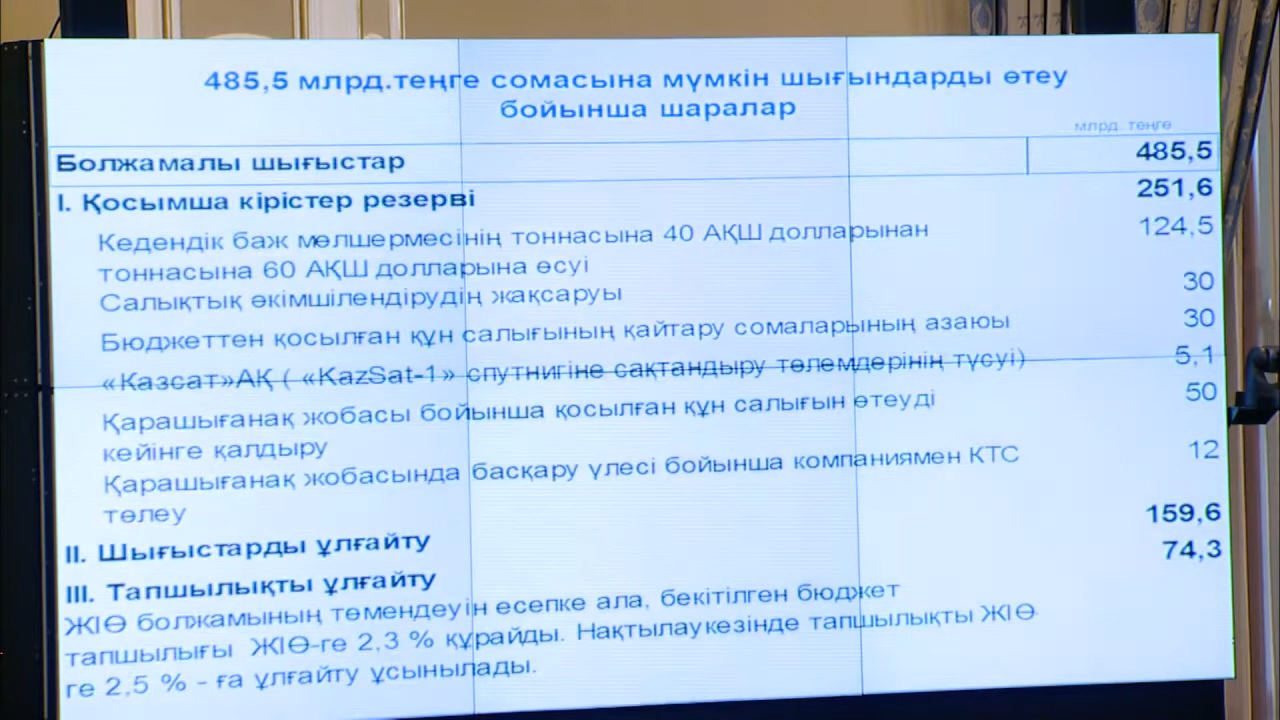 485,5 млрд.теңге сомасына мүмкін шығындарды өтеу
бойынша шаралар
млрд. теңге
Болжамалы шығыстар 485,5
I. Қосымша кірістер резерві 251,6
Кедендік баж мөлшермесінің тоннасына 40 АҚШ долларынан 124,5
тоннасына 60 АҚШ долларына өсуі
Салықтық әкімшілендірудің жақсаруы 30
Бюджеттен қосылған құн салығының қайтару сомаларының азаюы 30
«Казсат»АҚ ( «KazSat-1» спутнигіне сақтандыру төлемдерінің түсуі) 5,1
Қарашығанақ жобасы бойынша қосылған құн салығын өтеуді 50
кейінге қалдыру
Қарашығанақ жобасында басқару үлесі бойынша компаниямен КТС 12
төлеу
II. Шығыстарды ұлғайту 159,6
III. Тапшылықты ұлғайту 74,3
ЖІӨ болжамының төмендеуін есепке ала, бекітілген бюджет
тапшылығы ЖІӨ-ге 2,3 % құрайды. Нақтылаукезінде тапшылықты ЖІӨ-
ге 2,5 % - ға ұлғайту ұсынылады.